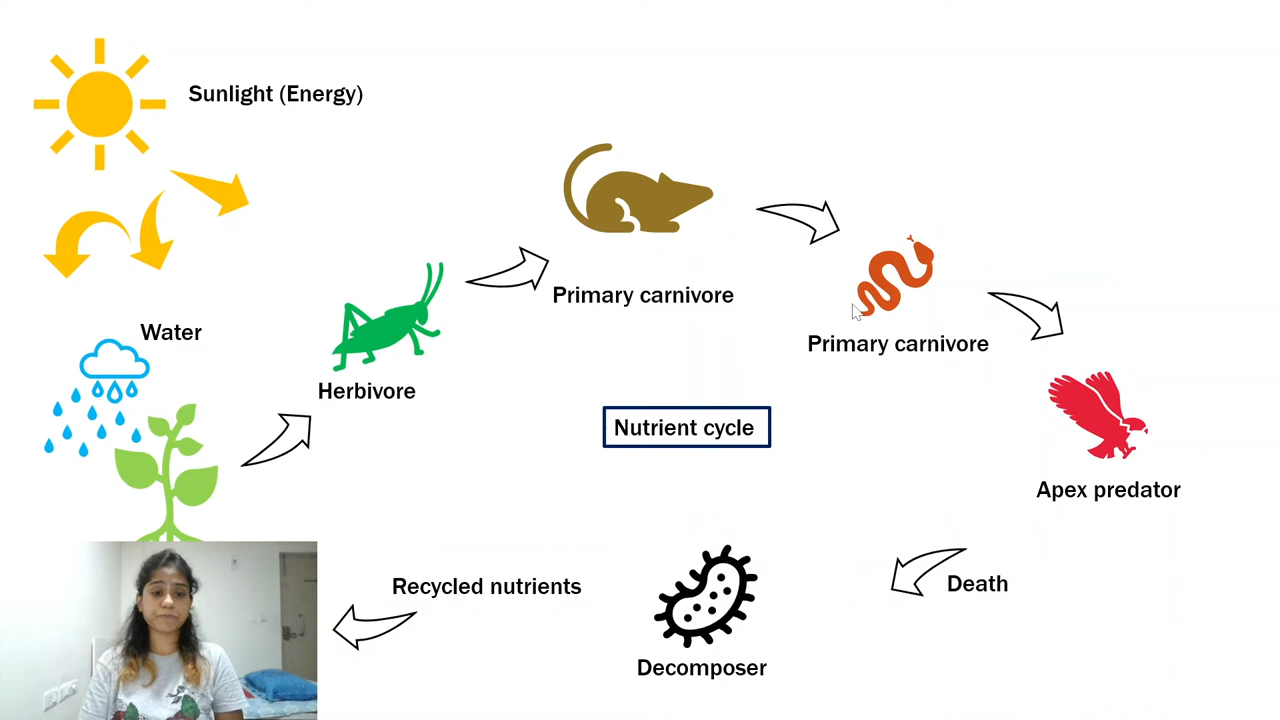 Sunlight (Energy)
Water
Herbivore
Primary carnivore
Primary carnivore
Apex predator
Nutrient cycle
Death
Decomposer
Recycled nutrients